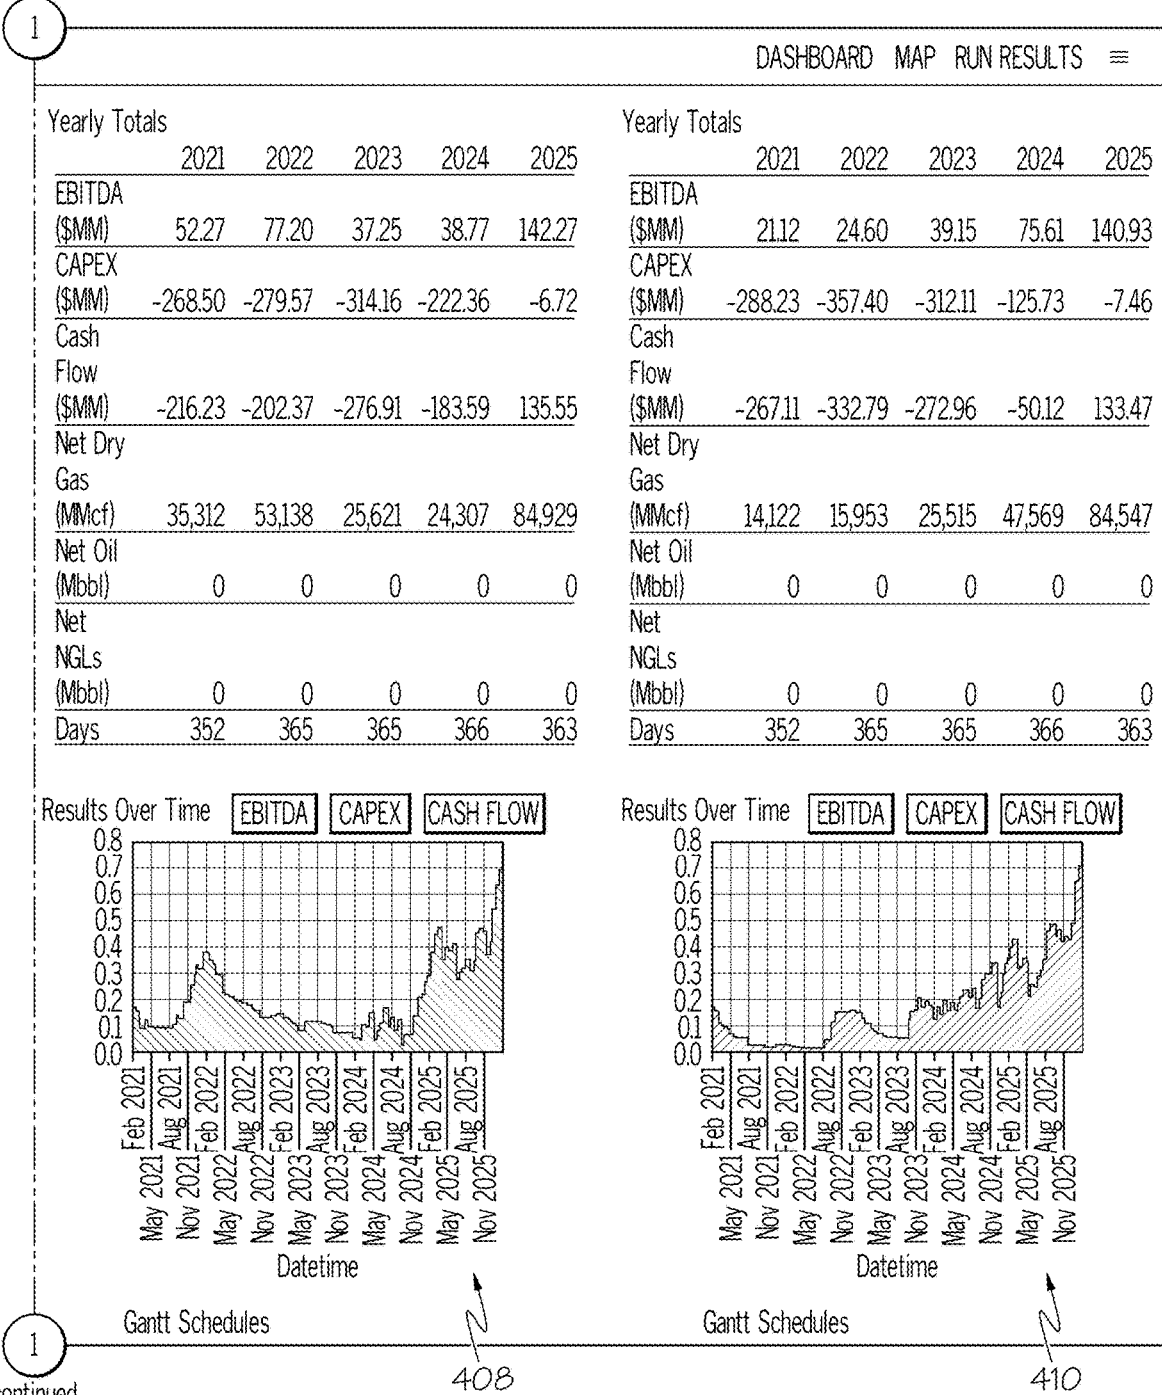 1
DASHBOARD MAP RUN RESULTS ≡
Yearly Totals
2021 2022 2023 2024 2025
EBITDA
($MM) 52.27 77.20 37.25 38.77 142.27
CAPEX
($MM) -268.50 -279.57 -314.16 -222.36 -6.72
Cash
Flow
($MM) -216.23 -202.37 -276.91 -183.59 135.55
Net Dry
Gas
(MMcf) 35,312 53,138 25,621 24,307 84,929
Net Oil
(Mbbl) 0 0 0 0 0
Net
NGLs
(Mbbl) 0 0 0 0 0
Days 352 365 365 366 363
Yearly Totals
2021 2022 2023 2024 2025
EBITDA
($MM) 21.12 24.60 39.15 75.61 140.93
CAPEX
($MM) -288.23 -357.40 -312.11 -125.73 -7.46
Cash
Flow
($MM) -267.11 -332.79 -272.96 -50.12 133.47
Net Dry
Gas
(MMcf) 14,122 15,953 25,515 47,569 84,547
Net Oil
(Mbbl) 0 0 0 0 0
Net
NGLs
(Mbbl) 0 0 0 0 0
Days 352 365 365 366 363
Results Over Time EBITDA CAPEX CASH FLOW
0.8
0.7
0.6
0.5
0.4
0.3
0.2
0.1
0.0
Feb 2021
May 2021
Aug 2021
Nov 2021
Feb 2022
May 2022
Aug 2022
Nov 2022
Feb 2023
May 2023
Aug 2023
Nov 2023
Feb 2024
May 2024
Aug 2024
Nov 2024
Feb 2025
May 2025
Aug 2025
Nov 2025
Datetime
Gantt Schedules
408
Results Over Time EBITDA CAPEX CASH FLOW
0.8
0.7
0.6
0.5
0.4
0.3
0.2
0.1
0.0
Feb 2021
May 2021
Aug 2021
Nov 2021
Feb 2022
May 2022
Aug 2022
Nov 2022
Feb 2023
May 2023
Aug 2023
Nov 2023
Feb 2024
May 2024
Aug 2024
Nov 2024
Feb 2025
May 2025
Aug 2025
Nov 2025
Datetime
Gantt Schedules
410
1